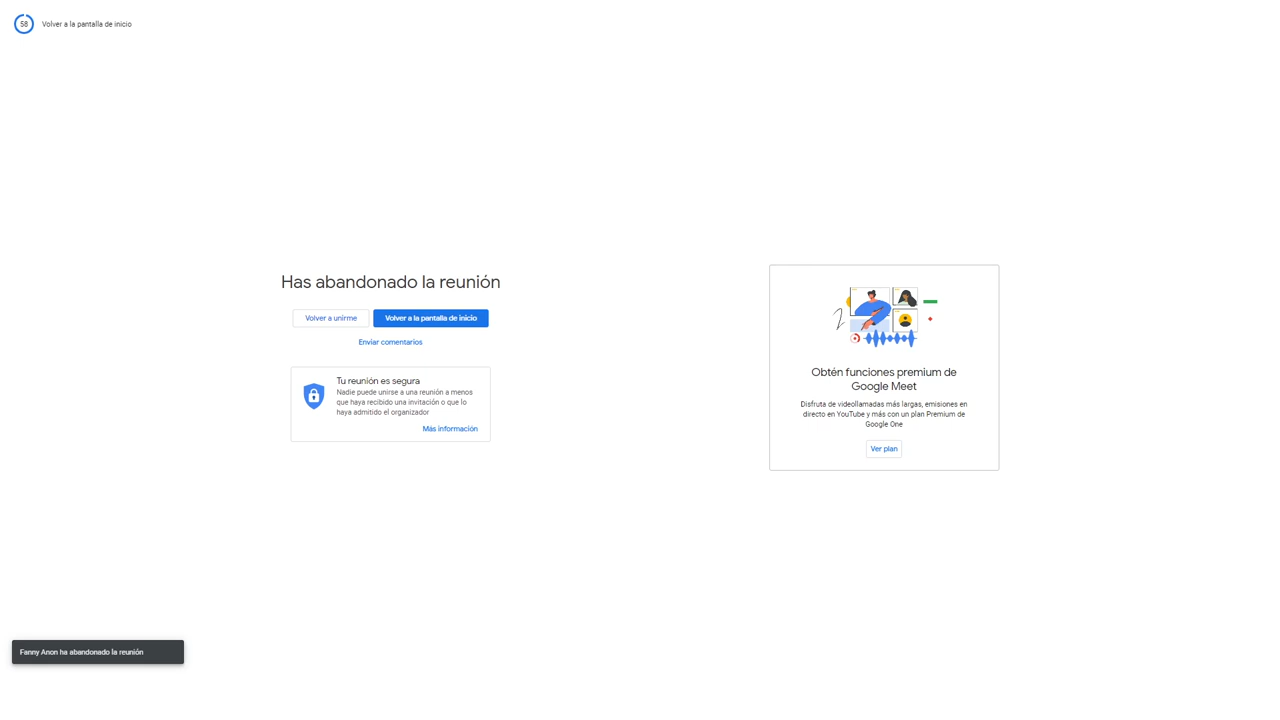 58
Volver a la pantalla de inicio
Has abandonado la reunión
Volver a unirme
Volver a la pantalla de inicio
Enviar comentarios
Tu reunión es segura
Nadie puede unirse a una reunión a menos
que haya recibido una invitación o que lo
haya admitido el organizador
Más información
Obtén funciones premium de
Google Meet
Disfruta de videollamadas más largas, emisiones en
directo en YouTube y más con un plan Premium de
Google One
Ver plan
Fanny Anon ha abandonado la reunión